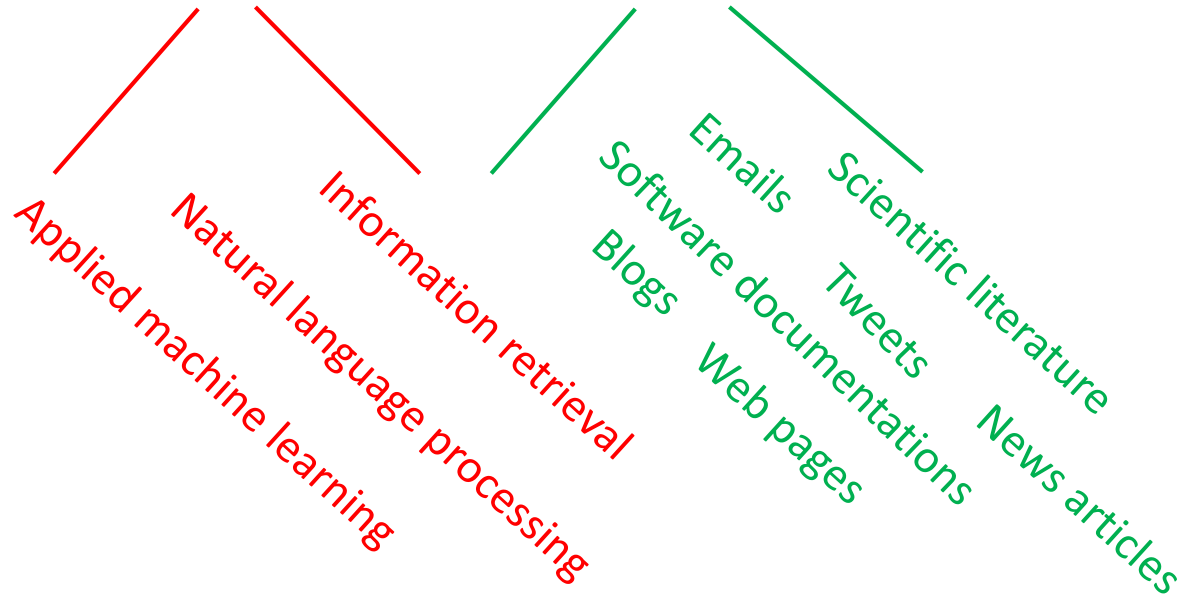 Applied machine learning
Natural language processing
Information retrieval
Emails
Scientific literature
Software documentations
Blogs
Tweets
Web pages
News articles